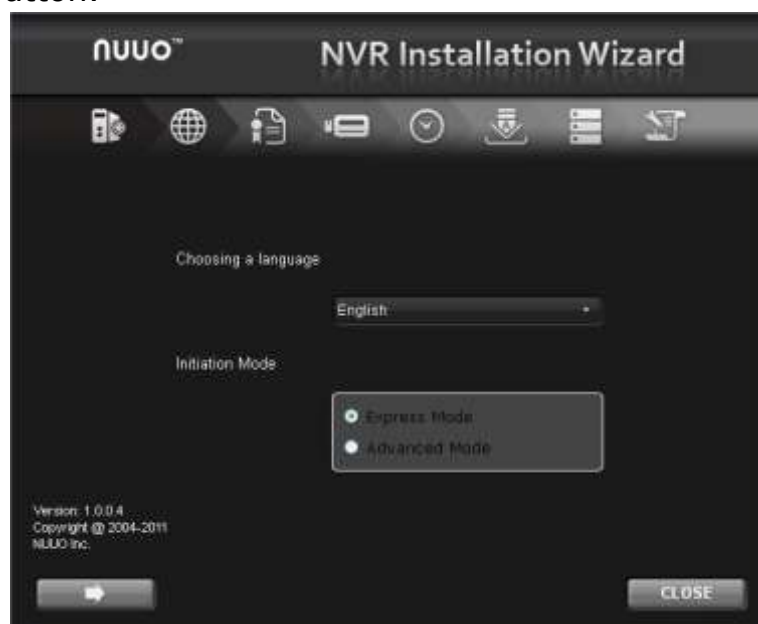 nuuo™
NVR Installation Wizard
Choosing a language
English
Initiation Mode
Express Mode
Advanced Mode
Version: 1.0.0.4
Copyright @ 2004-2011
NUUO Inc.
CLOSE